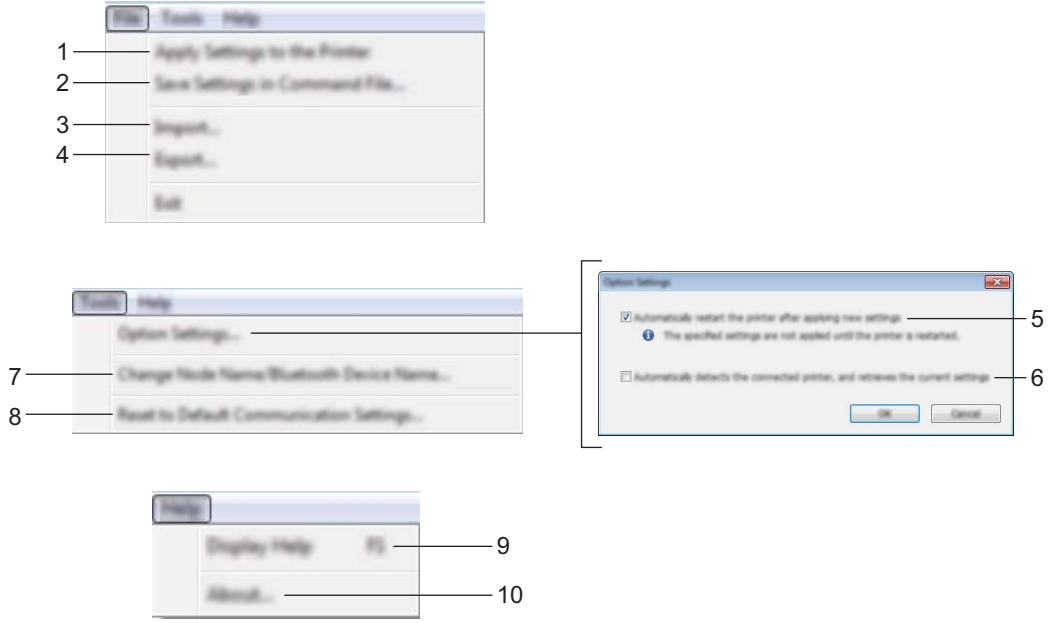 File Tools Help
1 Apply Settings to the Printer
2 Save Settings in Command File...
3 Import...
4 Export...
Exit
Tools Help
Option Settings...
7 Change Node Name/Bluetooth Device Name...
8 Reset to Default Communication Settings...
Option Settings
Automatically restart the printer after applying new settings 5
The specified settings are not applied until the printer is restarted.
Automatically detects the connected printer, and retrieves the current settings 6
OK Cancel
Help
Display Help F1 9
About... 10